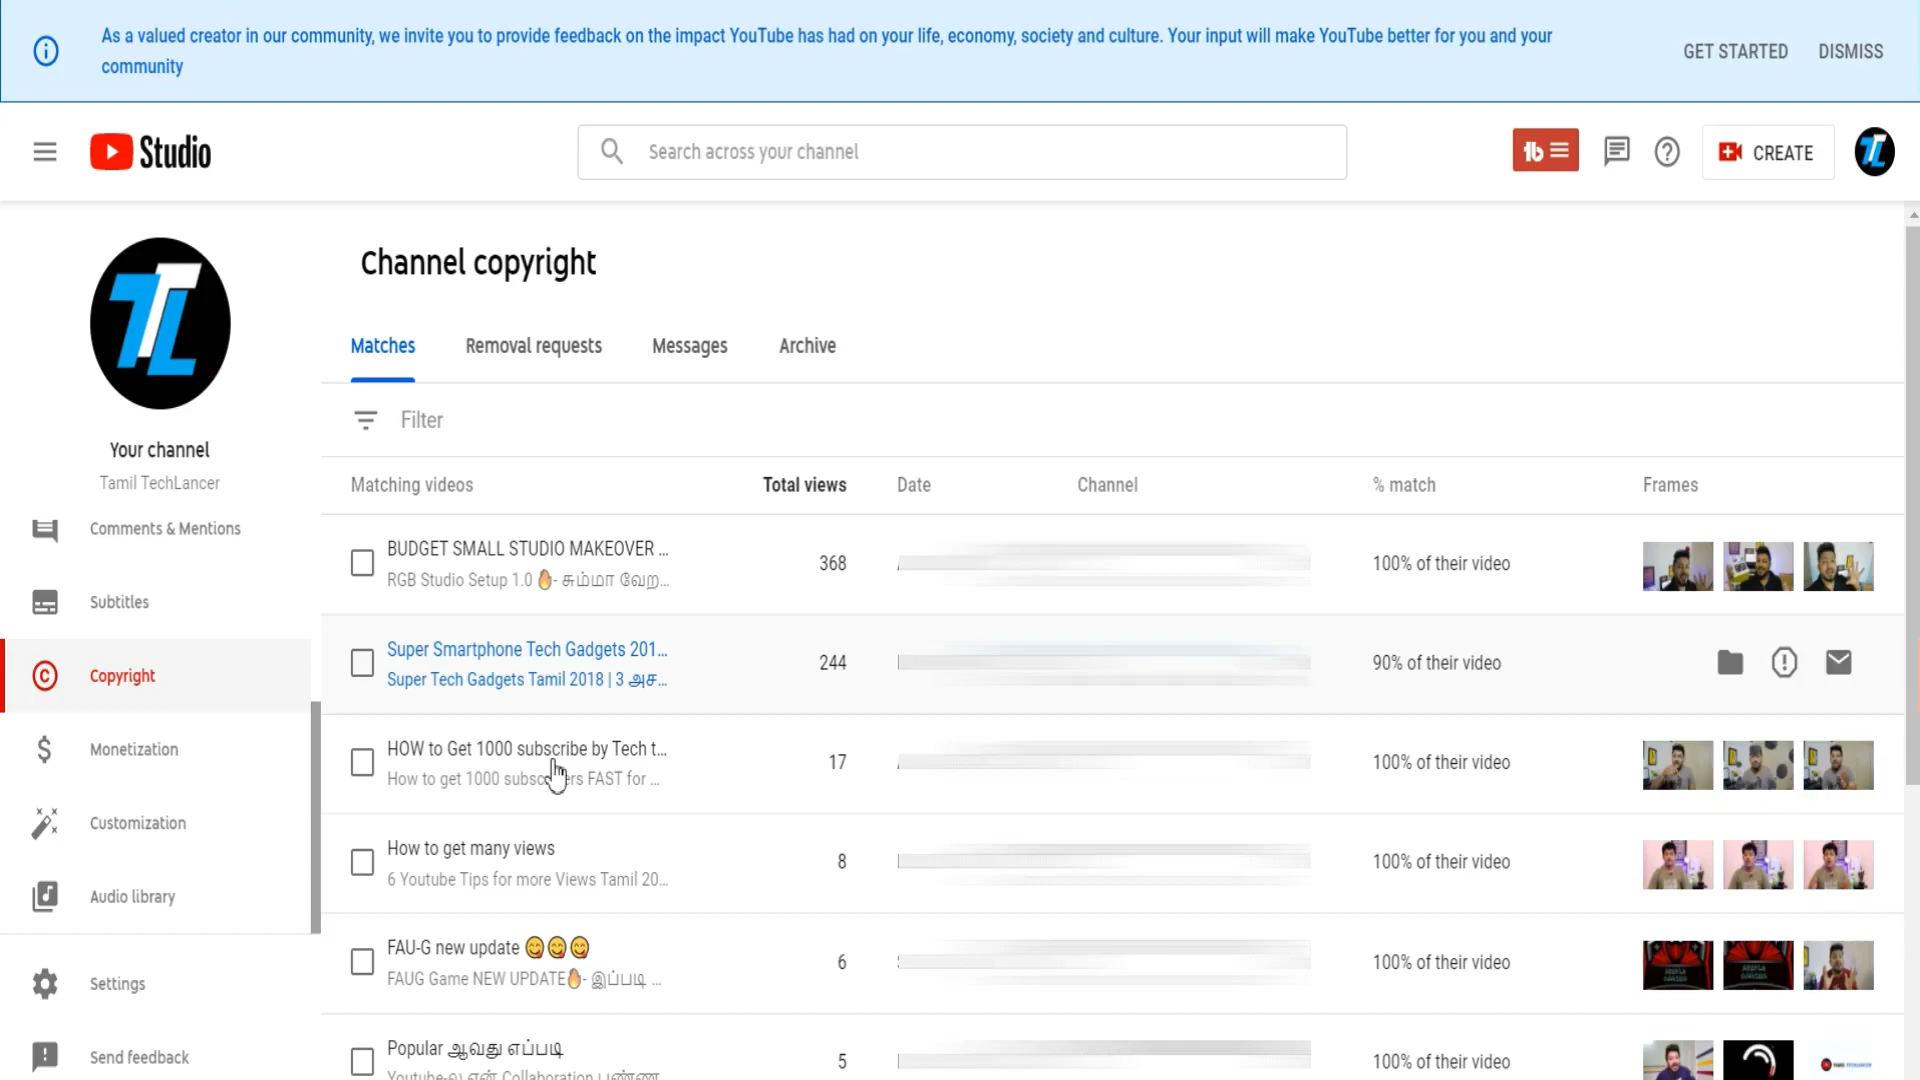 As a valued creator in our community, we invite you to provide feedback on the impact YouTube has had on your life, economy, society and culture. Your input will make YouTube better for you and your
community
GET STARTED
DISMISS
Studio
Search across your channel
CREATE
Channel copyright
Matches
Removal requests
Messages
Archive
Filter
Your channel
Tamil TechLancer
Comments & Mentions
Subtitles
Copyright
Monetization
Customization
Audio library
Settings
Send feedback
Matching videos
Total views
Date
Channel
% match
Frames
BUDGET SMALL STUDIO MAKEOVER ...
RGB Studio Setup 1.0 🔥- சும்மா வேற...
368
100% of their video
Super Smartphone Tech Gadgets 201...
Super Tech Gadgets Tamil 2018 | 3 அச...
244
90% of their video
HOW to Get 1000 subscribe by Tech t...
How to get 1000 FAST for ...
17
100% of their video
How to get many views
6 Youtube Tips for more Views Tamil 20...
8
100% of their video
FAU-G new update 😋😋😋
FAUG Game NEW UPDATE🔥- இப்படி ...
6
100% of their video
Popular ஆவது எப்படி
Youtube-ல என் Collaboration பண்ண
5
100% of their video